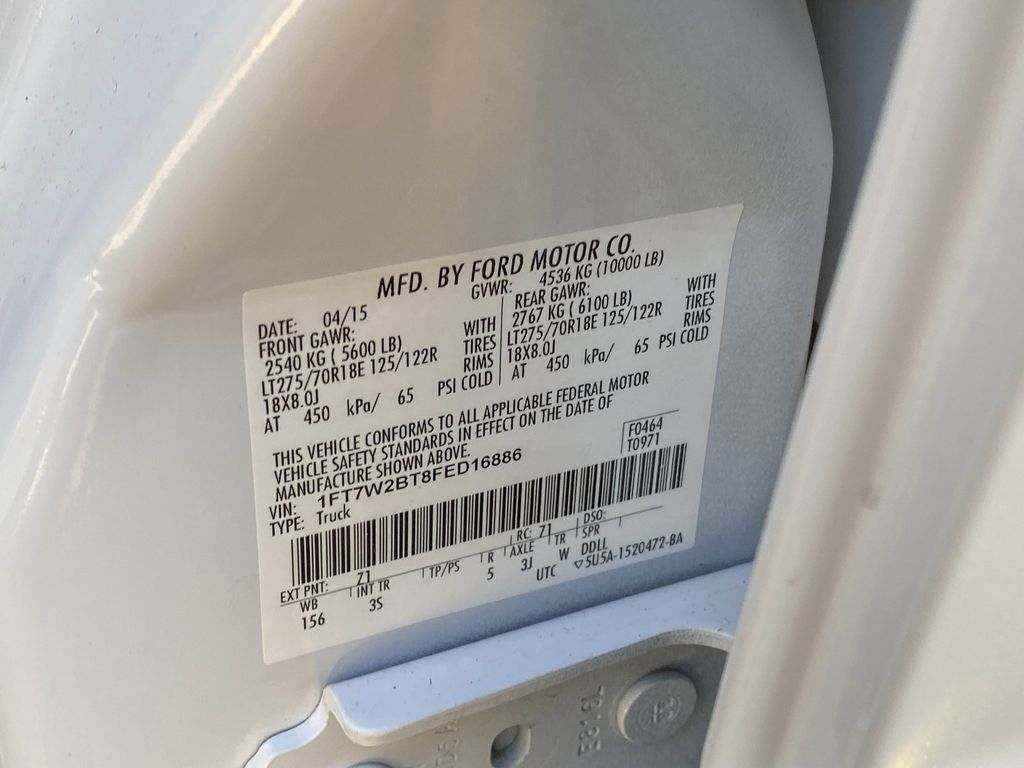 MFD. BY FORD MOTOR CO.
DATE: 04/15 GVWR: 4536 KG (10000 LB)
FRONT GAWR: WITH REAR GAWR: WITH
2540 KG ( 5600 LB) TIRES 2767 KG ( 6100 LB) TIRES
LT275/70R18E 125/122R RIMS LT275/70R18E 125/122R RIMS
18X8.0J 18X8.0J
AT 450 kPa/ 65 PSI COLD AT 450 kPa/ 65 PSI COLD
THIS VEHICLE CONFORMS TO ALL APPLICABLE FEDERAL MOTOR
VEHICLE SAFETY STANDARDS IN EFFECT ON THE DATE OF
MANUFACTURE SHOWN ABOVE.
VIN: 1FT7W2BT8FED16886 F0464
TYPE: Truck T0971
EXT PNT: 71 RC: 71 DSO:
WB INT TR TP/PS R AXLE TR SPR
156 3S 5 3J W DDLL
UTC ▽5U5A-1520472-BA
79183